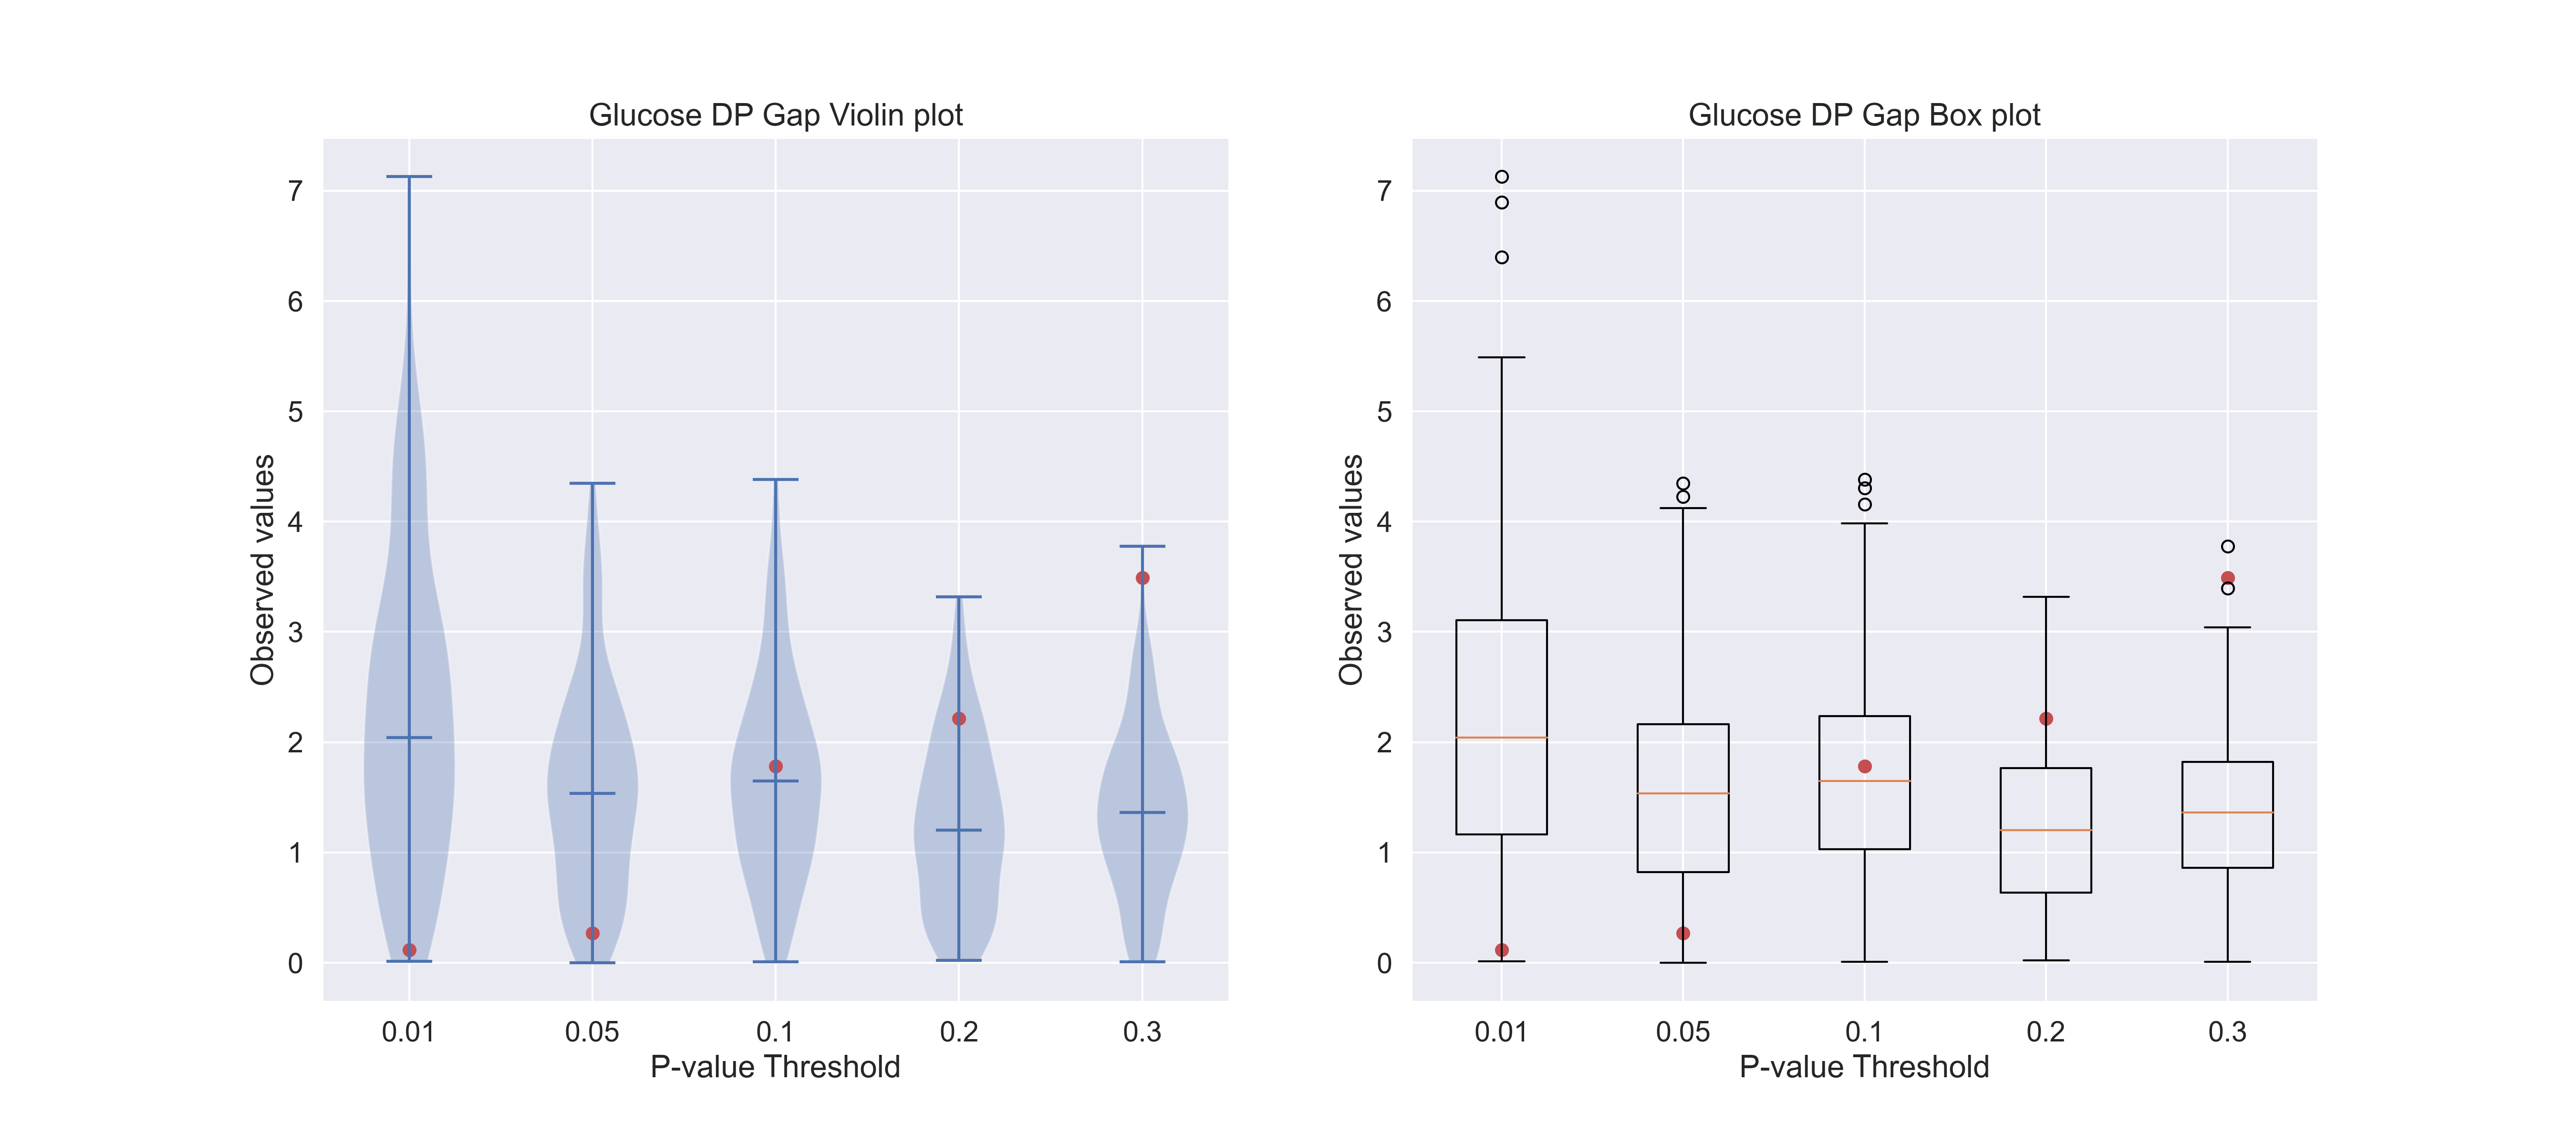 Glucose DP Gap Violin plot
Observed values
7
6
5
4
3
2
1
0
0.01 0.05 0.1 0.2 0.3
P-value Threshold
Glucose DP Gap Box plot
Observed values
7
6
5
4
3
2
1
0
0.01 0.05 0.1 0.2 0.3
P-value Threshold